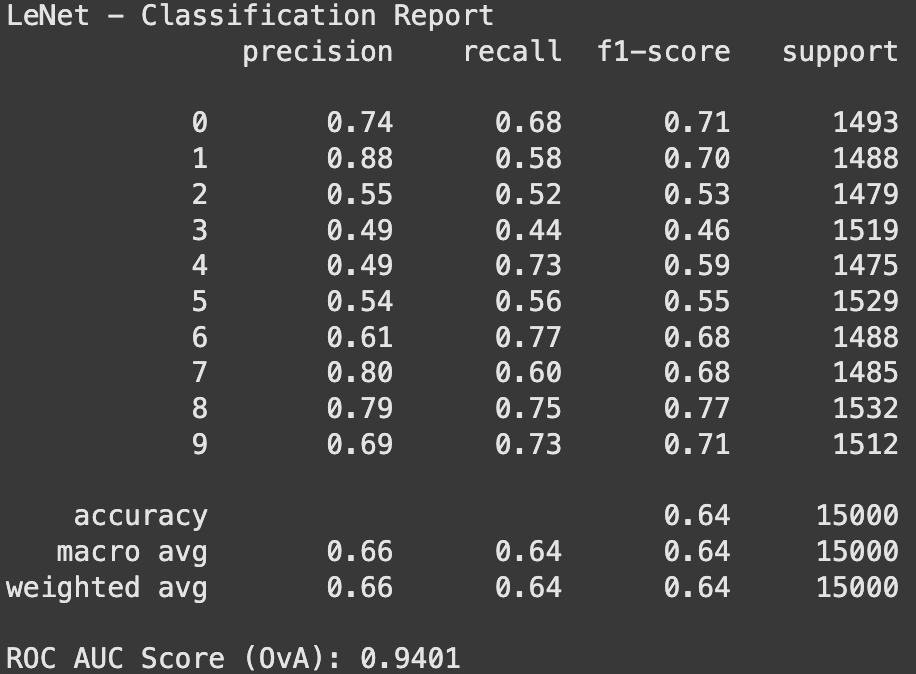 LeNet – Classification Report
precision recall f1-score support
0 0.74 0.68 0.71 1493
1 0.88 0.58 0.70 1488
2 0.55 0.52 0.53 1479
3 0.49 0.44 0.46 1519
4 0.49 0.73 0.59 1475
5 0.54 0.56 0.55 1529
6 0.61 0.77 0.68 1488
7 0.80 0.60 0.68 1485
8 0.79 0.75 0.77 1532
9 0.69 0.73 0.71 1512
accuracy 0.64 15000
macro avg 0.66 0.64 0.64 15000
weighted avg 0.66 0.64 0.64 15000
ROC AUC Score (OvA): 0.9401